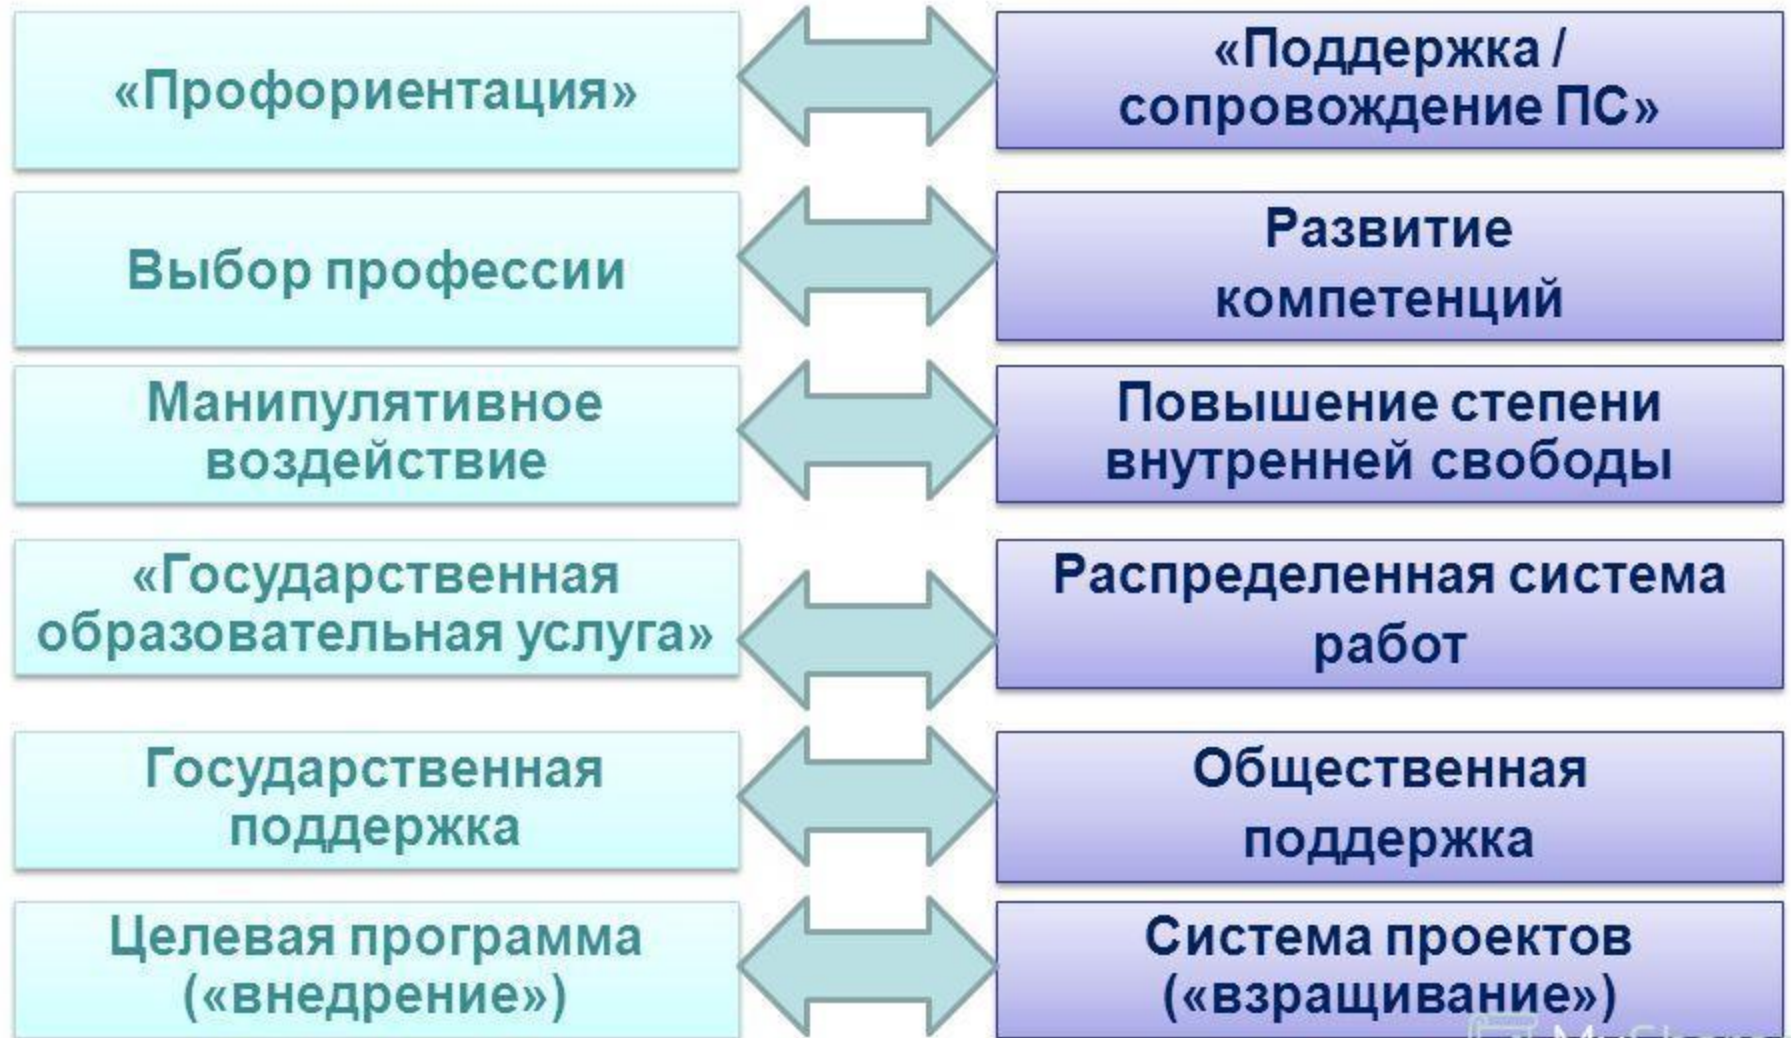 «Профориентация»
«Поддержка /
сопровождение ПС»
Выбор профессии
Развитие
компетенций
Манипулятивное
воздействие
Повышение степени
внутренней свободы
«Государственная
образовательная услуга»
Распределенная система
работ
Государственная
поддержка
Общественная
поддержка
Целевая программа
(«внедрение»)
Система проектов
(«взращивание»)